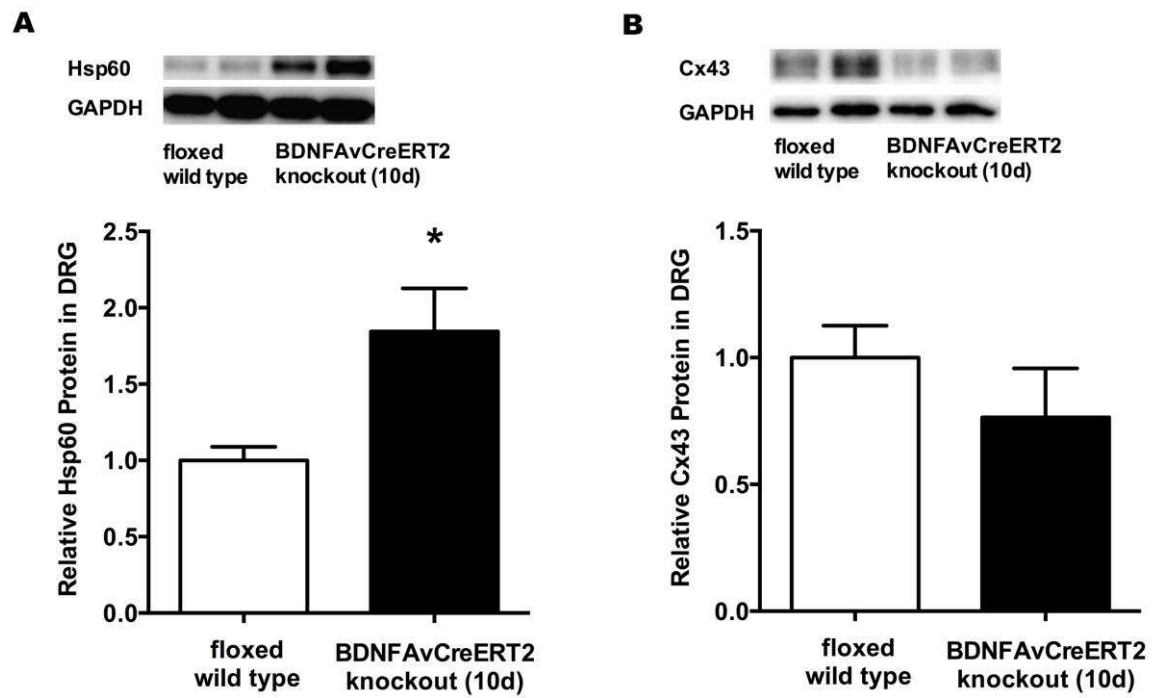 A
Hsp60
GAPDH
floxed
wild type
BDNFAvCreERT2
knockout (10d)
Relative Hsp60 Protein in DRG
2.5
2.0
1.5
1.0
0.5
0.0
*
floxed
wild type
BDNFAvCreERT2
knockout (10d)
B
Cx43
GAPDH
floxed
wild type
BDNFAvCreERT2
knockout (10d)
Relative Cx43 Protein in DRG
1.5
1.0
0.5
0.0
floxed
wild type
BDNFAvCreERT2
knockout (10d)